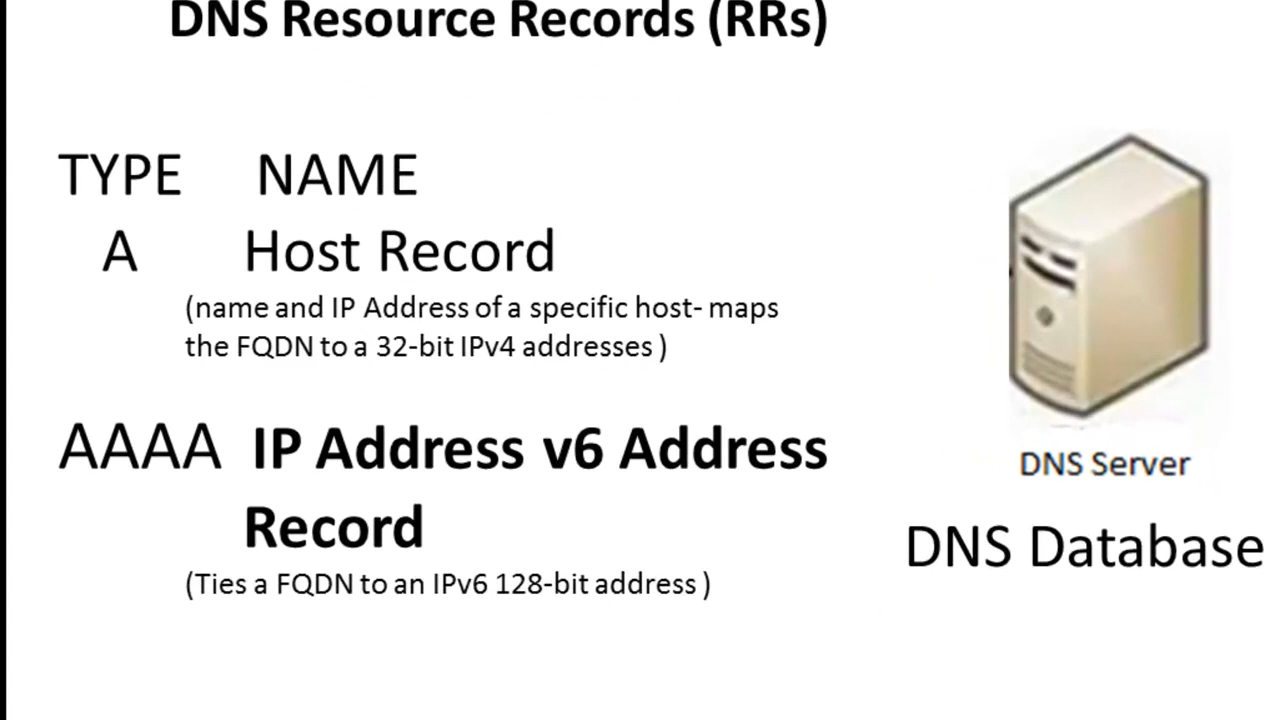 DNS Resource Records (RRs)
TYPE NAME
A Host Record
(name and IP Address of a specific host- maps
the FQDN to a 32-bit IPv4 addresses )
AAAA IP Address v6 Address
Record
(Ties a FQDN to an IPv6 128-bit address )
DNS Server
DNS Database